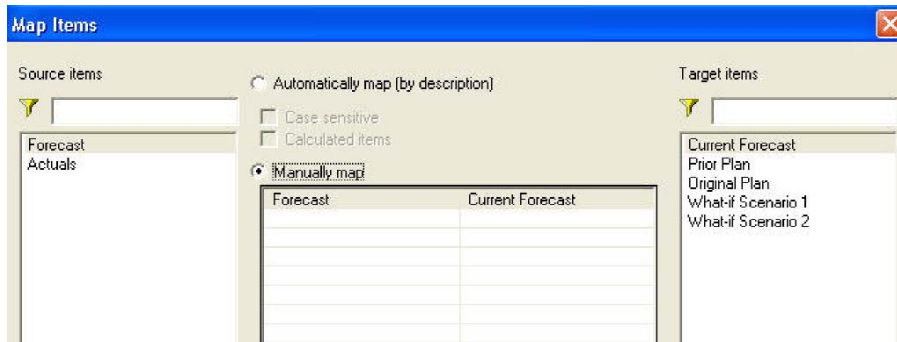 Map Items
Source items
Forecast
Actuals
Automatically map (by description)
Case sensitive
Calculated items
Manually map
Forecast Current Forecast
Target items
Current Forecast
Prior Plan
Original Plan
What-if Scenario 1
What-if Scenario 2